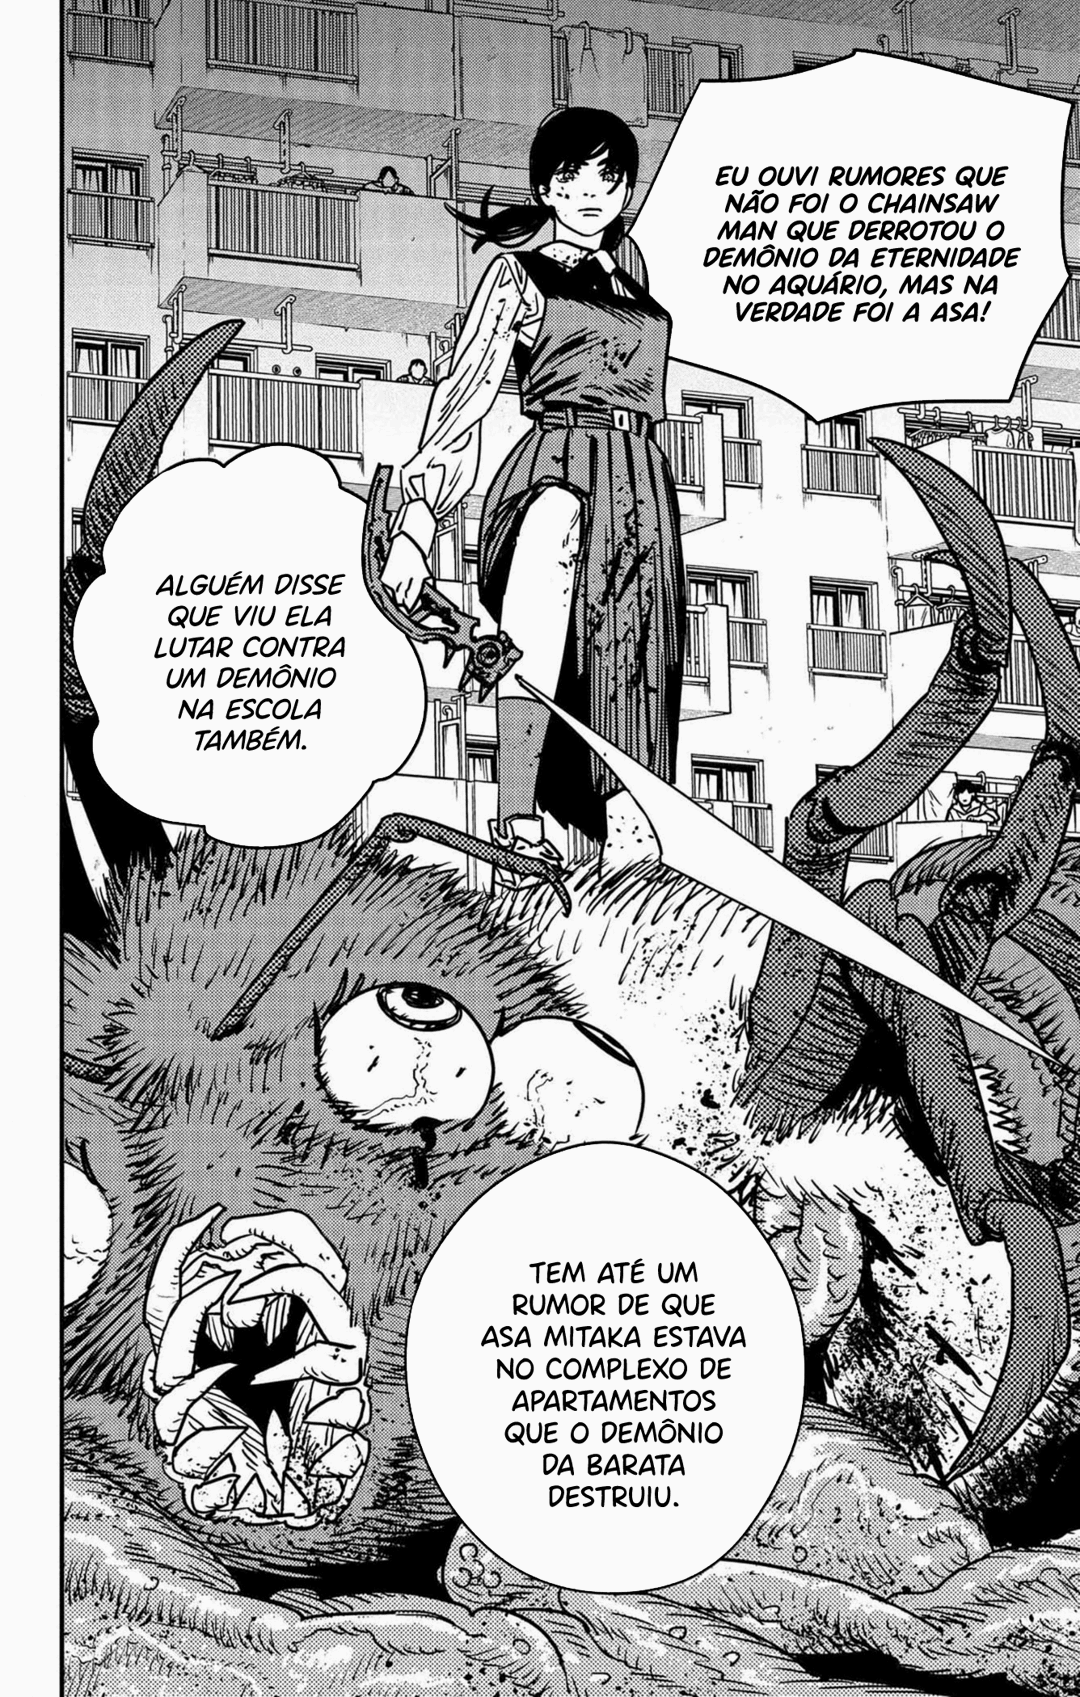 EU OUVI RUMORES QUE
NÃO FOI O CHAINSAW
MAN QUE DERROTOU O
DEMÔNIO DA ETERNIDADE
NO AQUÁRIO, MAS NA
VERDADE FOI A ASA!
ALGUÉM DISSE
QUE VIU ELA
LUTAR CONTRA
UM DEMÔNIO
NA ESCOLA
TAMBÉM.
TEM ATÉ UM
RUMOR DE QUE
ASA MITAKA ESTAVA
NO COMPLEXO DE
APARTAMENTOS
QUE O DEMÔNIO
DA BARATA
DESTRUIU.